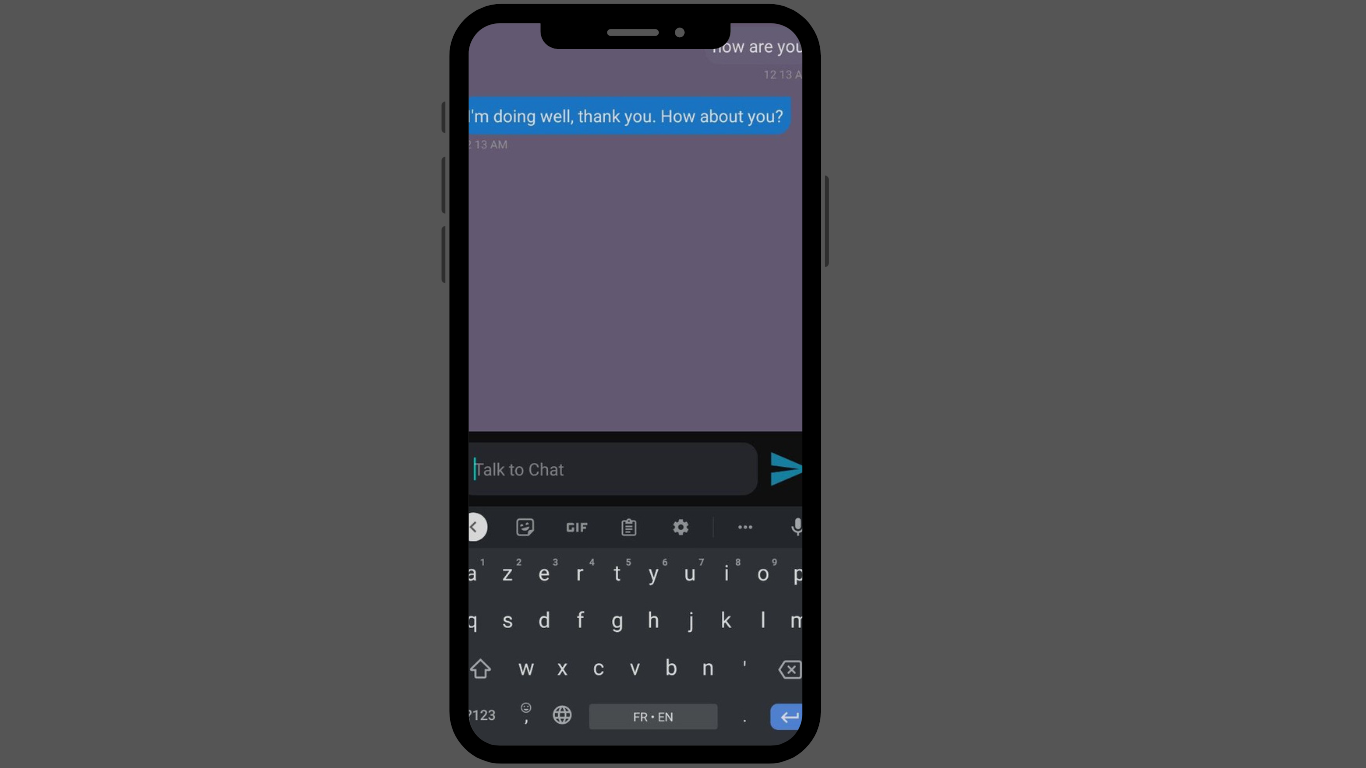 how are you
12 13 A
I'm doing well, thank you. How about you?
2 13 AM
Talk to Chat
GIF
a 1 z 2 e 3 r 4 t 5 y 6 u 7 i 8 o 9 p
q s d f g h j k l m
w x c v b n '
?123 , FR • EN .